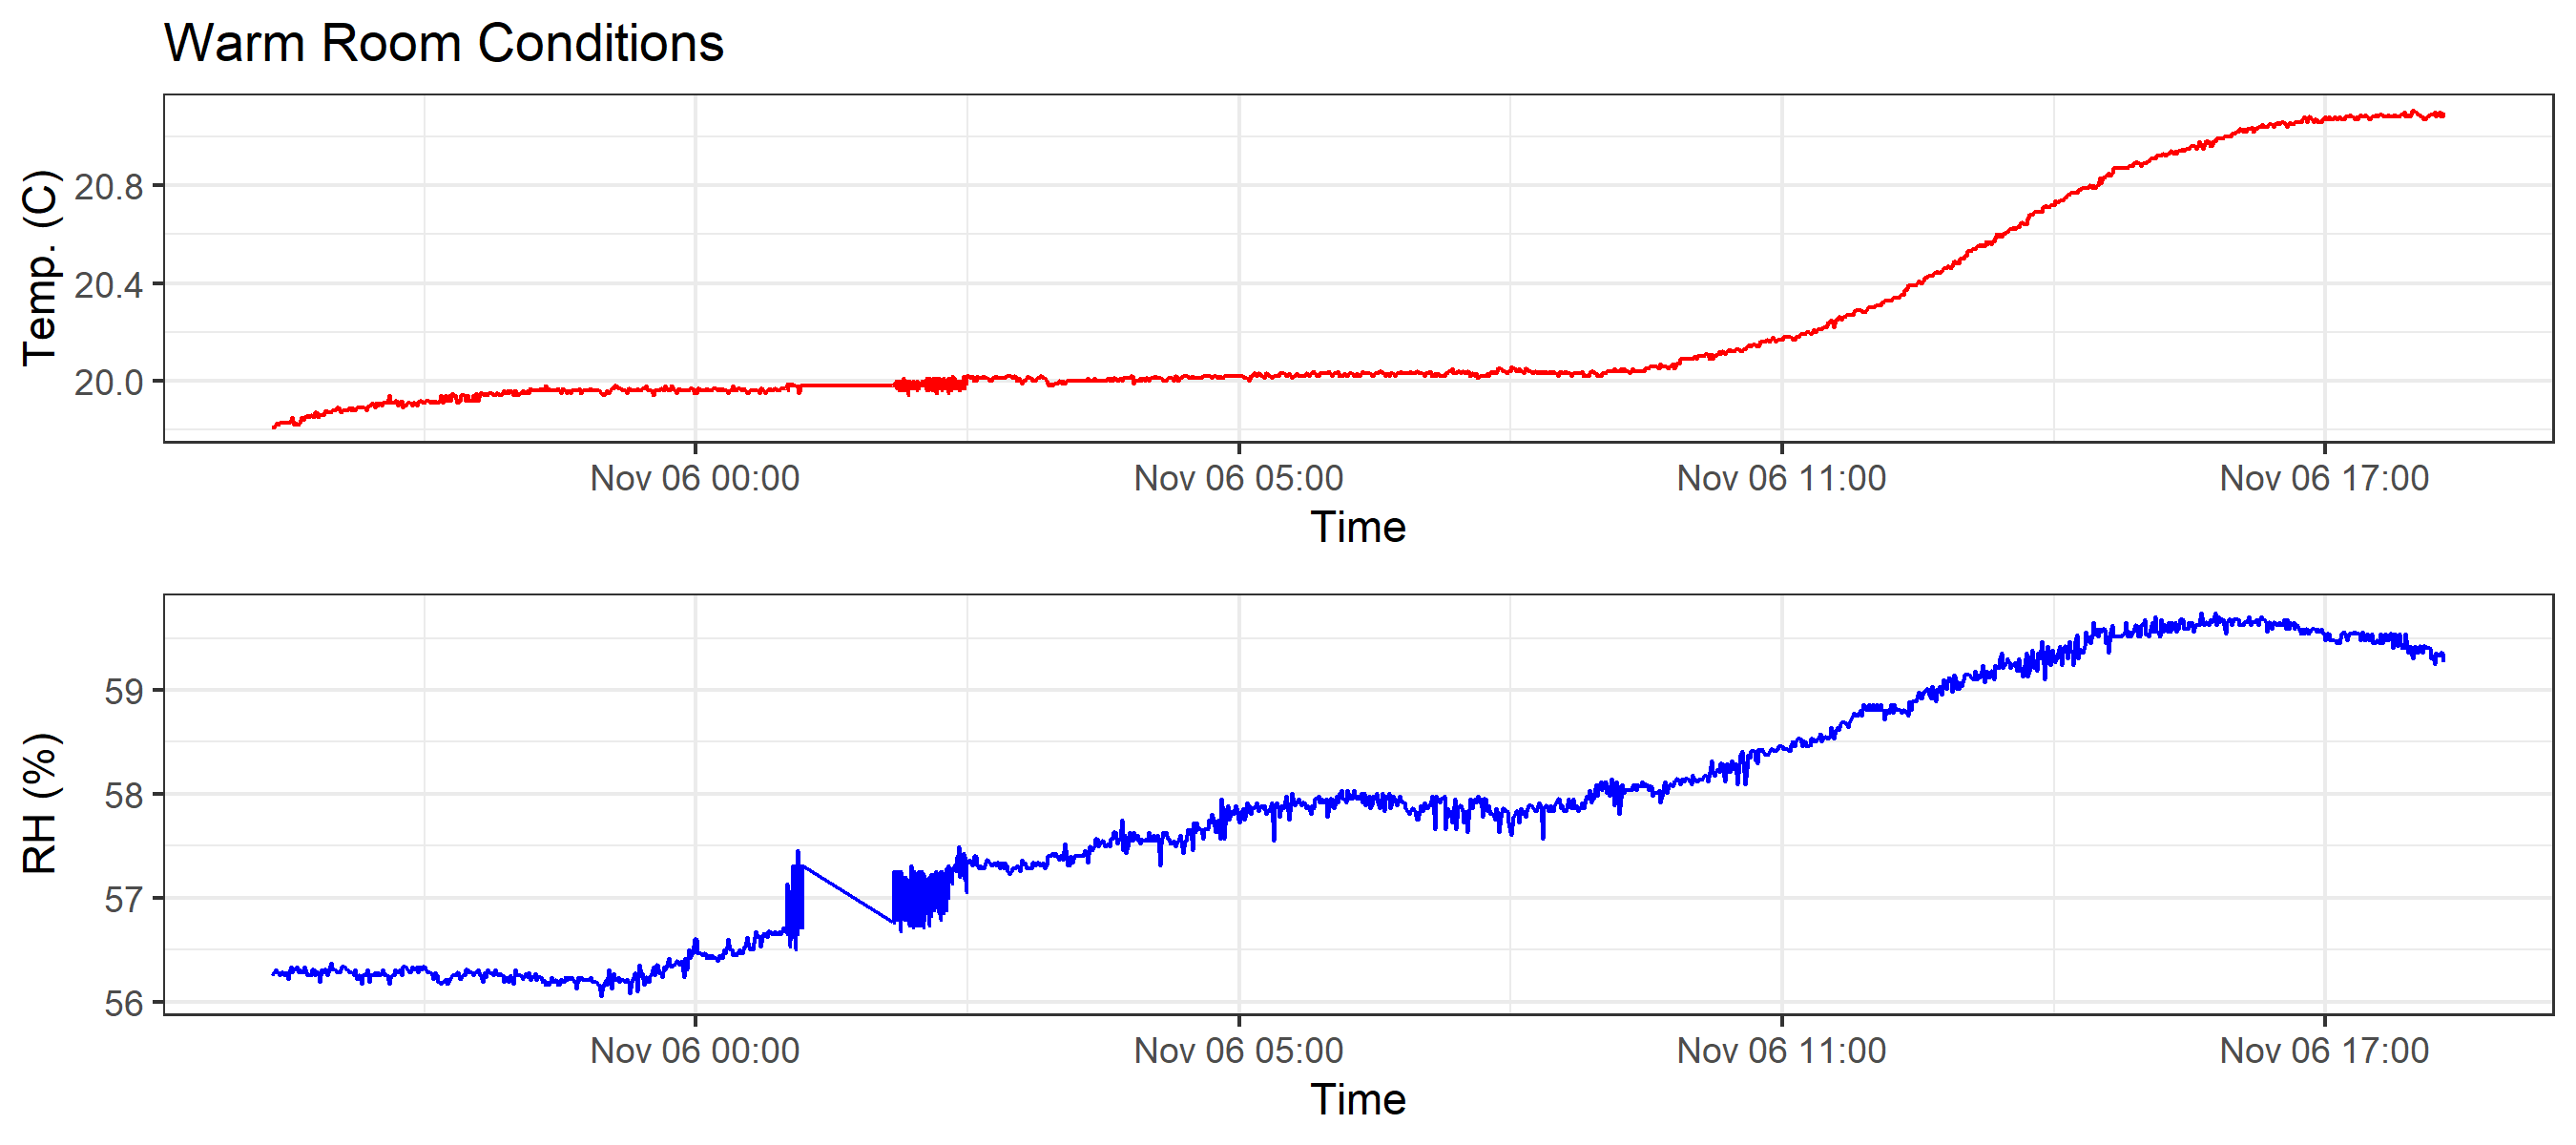 Warm Room Conditions
Temp. (C)
20.8
20.4
20.0
Nov 06 00:00 Nov 06 05:00 Nov 06 11:00 Nov 06 17:00
Time
RH (%)
59
58
57
56
Nov 06 00:00 Nov 06 05:00 Nov 06 11:00 Nov 06 17:00
Time